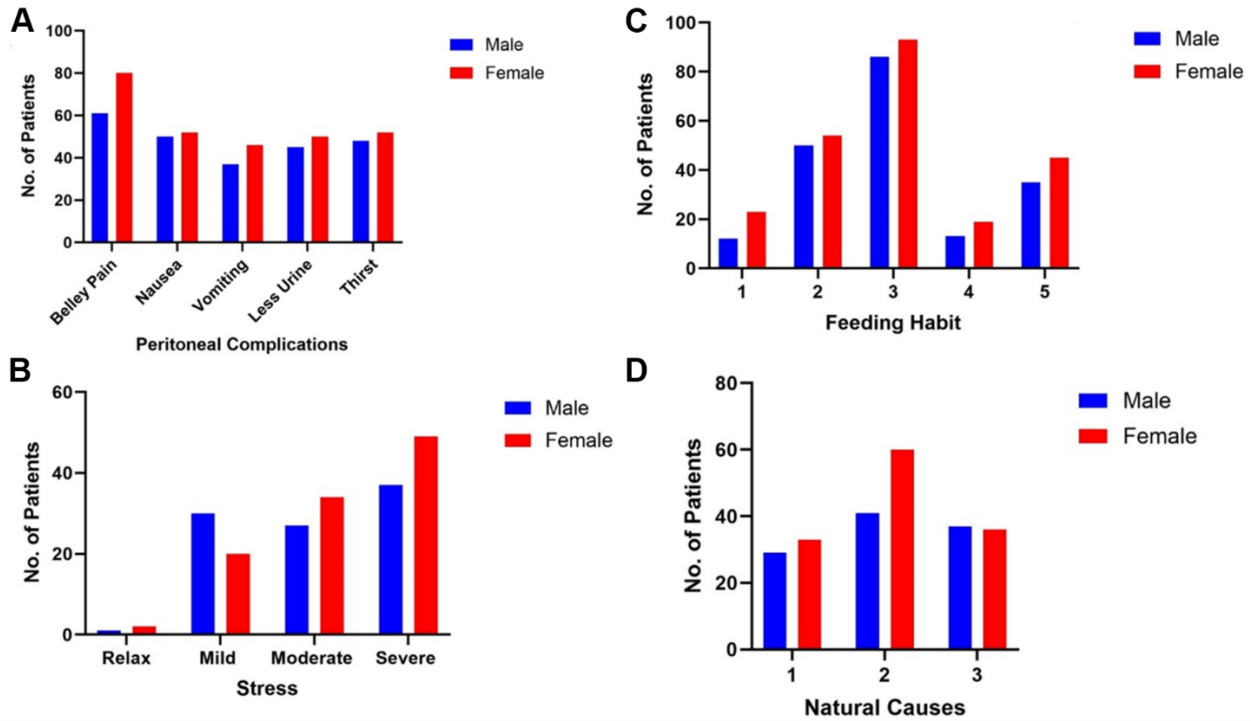 A
100
80
60
40
20
0
No. of Patients
Belley Pain
Nausea
Vomiting
Less Urine
Thirst
Peritoneal Complications
Male
Female
B
60
40
20
0
No. of Patients
Relax Mild Moderate Severe
Stress
Male
Female
C
100
80
60
40
20
0
No. of Patients
1 2 3 4 5
Feeding Habit
Male
Female
D
80
60
40
20
0
No. of Patients
1 2 3
Natural Causes
Male
Female